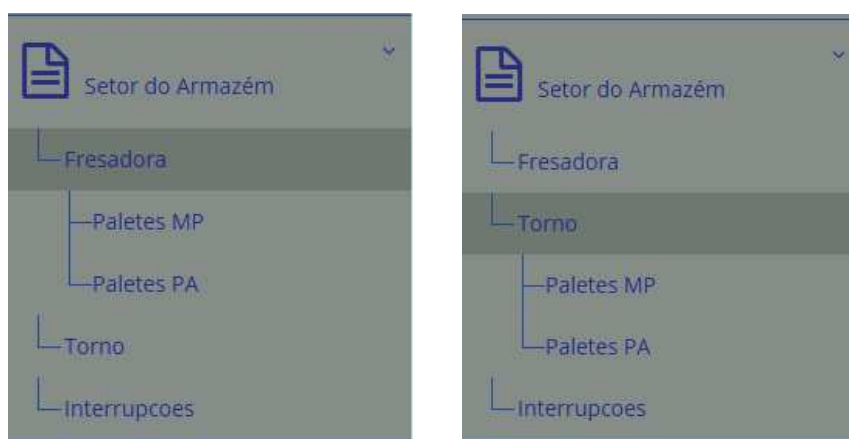 Setor do Armazém
Fresadora
Paletes MP
Paletes PA
Torno
Interrupcoes
Setor do Armazém
Fresadora
Torno
Paletes MP
Paletes PA
Interrupcoes